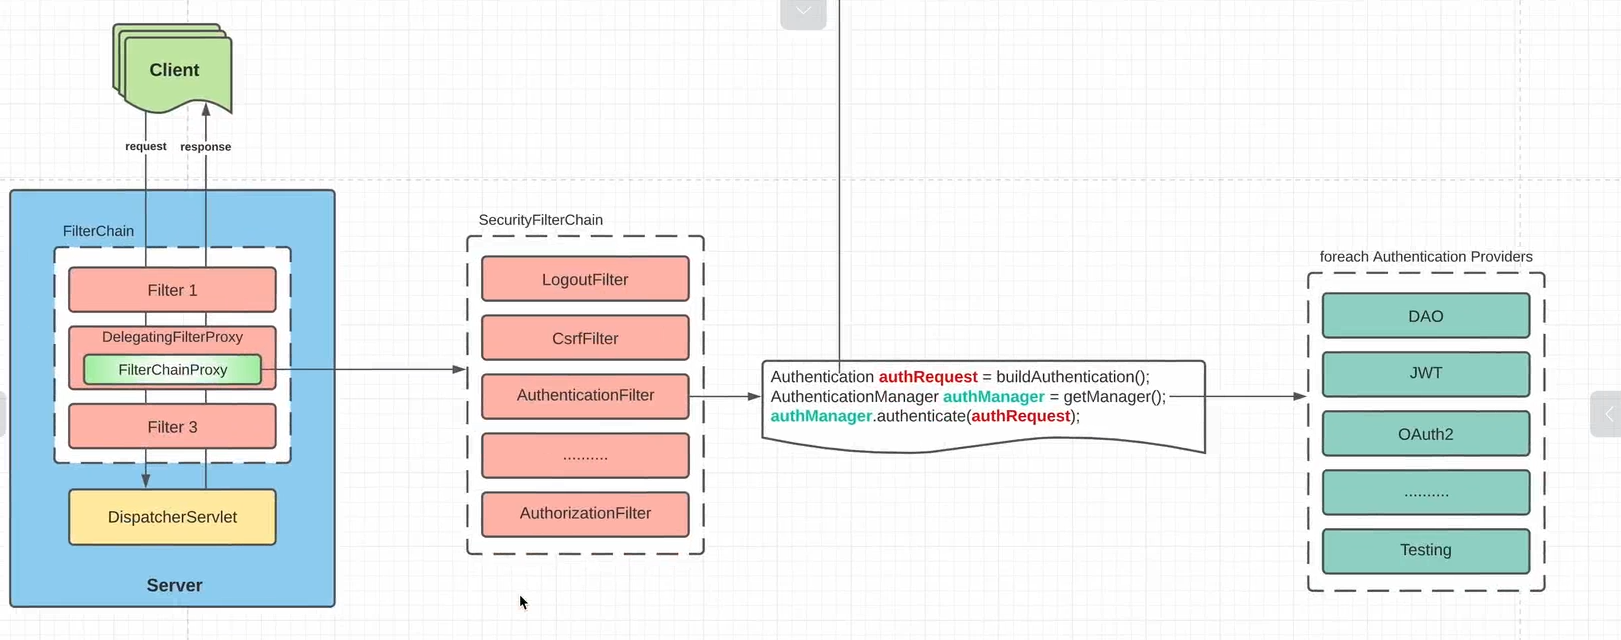 Client
request
response
FilterChain
Filter 1
DelegatingFilterProxy
FilterChainProxy
Filter 3
DispatcherServlet
Server
SecurityFilterChain
LogoutFilter
CsrfFilter
AuthenticationFilter
..........
AuthorizationFilter
Authentication authRequest = buildAuthentication();
AuthenticationManager authManager = getManager();
authManager.authenticate(authRequest);
foreach Authentication Providers
DAO
JWT
OAuth2
..........
Testing